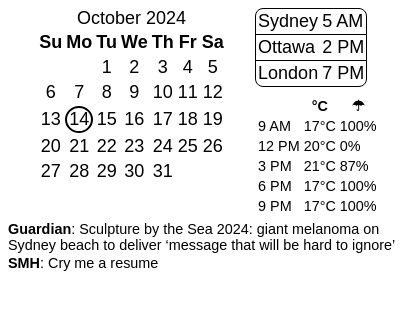 October 2024
Su Mo Tu We Th Fr Sa
1 2 3 4 5
6 7 8 9 10 11 12
13 14 15 16 17 18 19
20 21 22 23 24 25 26
27 28 29 30 31
Sydney 5 AM
Ottawa 2 PM
London 7 PM
°C ☂
9 AM 17°C 100%
12 PM 20°C 0%
3 PM 21°C 87%
6 PM 17°C 100%
9 PM 17°C 100%
Guardian: Sculpture by the Sea 2024: giant melanoma on
Sydney beach to deliver ‘message that will be hard to ignore’
SMH: Cry me a resume